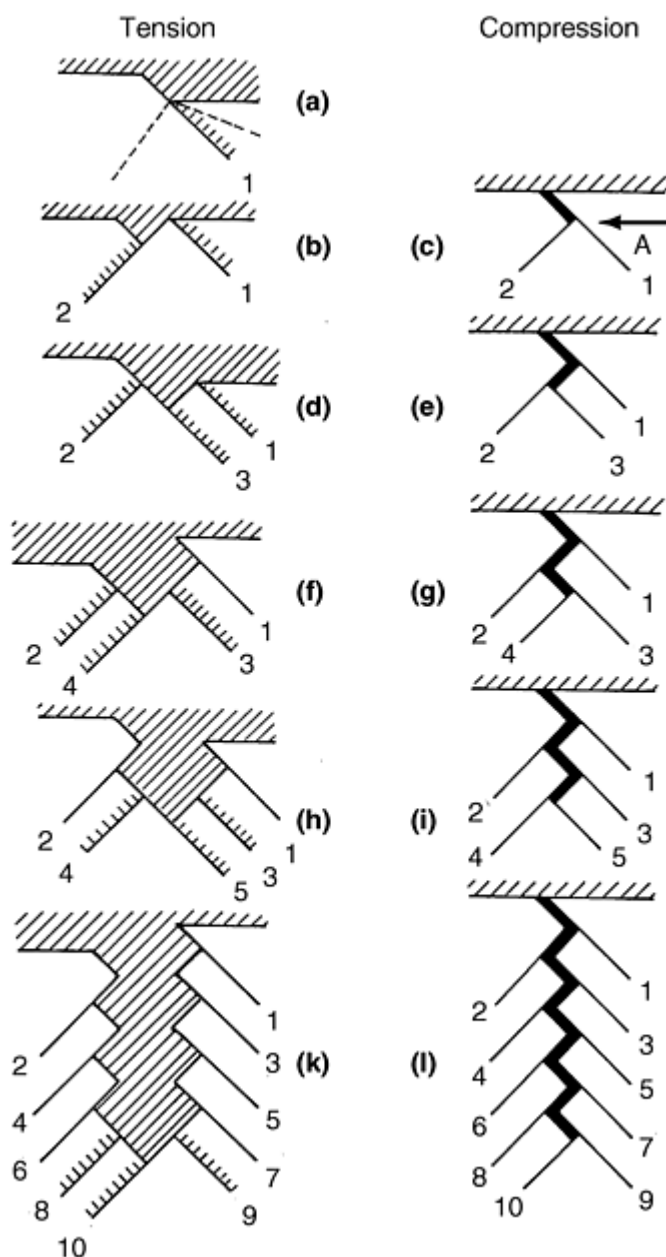 Tension Compression
(a)
1
(b) (c) A
2 1 2 1
(d) (e)
2 3 1 2 3 1
(f) (g)
2 4 3 1 2 4 3 1
(h) (i)
2 4 5 3 1 2 4 5 3 1
(k) (l)
2 1
4 3
6 5
8 7
10 9
2 1
4 3
6 5
8 7
10 9